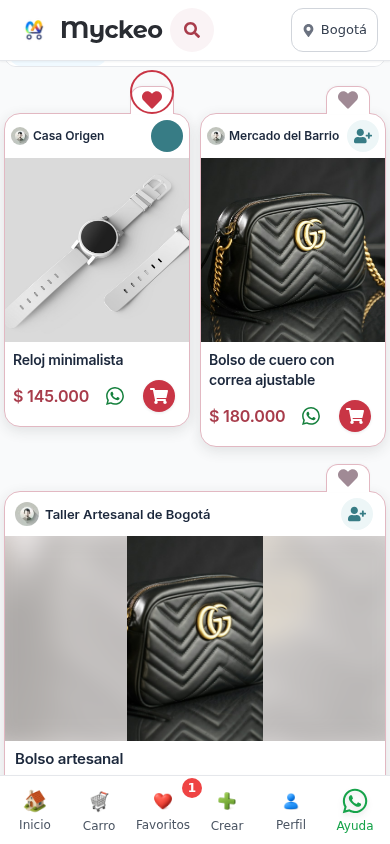 Myckeo
Bogotá
Casa Origen
Mercado del Barrio
Reloj minimalista
$ 145.000
Bolso de cuero con
correa ajustable
$ 180.000
Taller Artesanal de Bogotá
Bolso artesanal
1
Inicio
Carro
Favoritos
Crear
Perfil
Ayuda